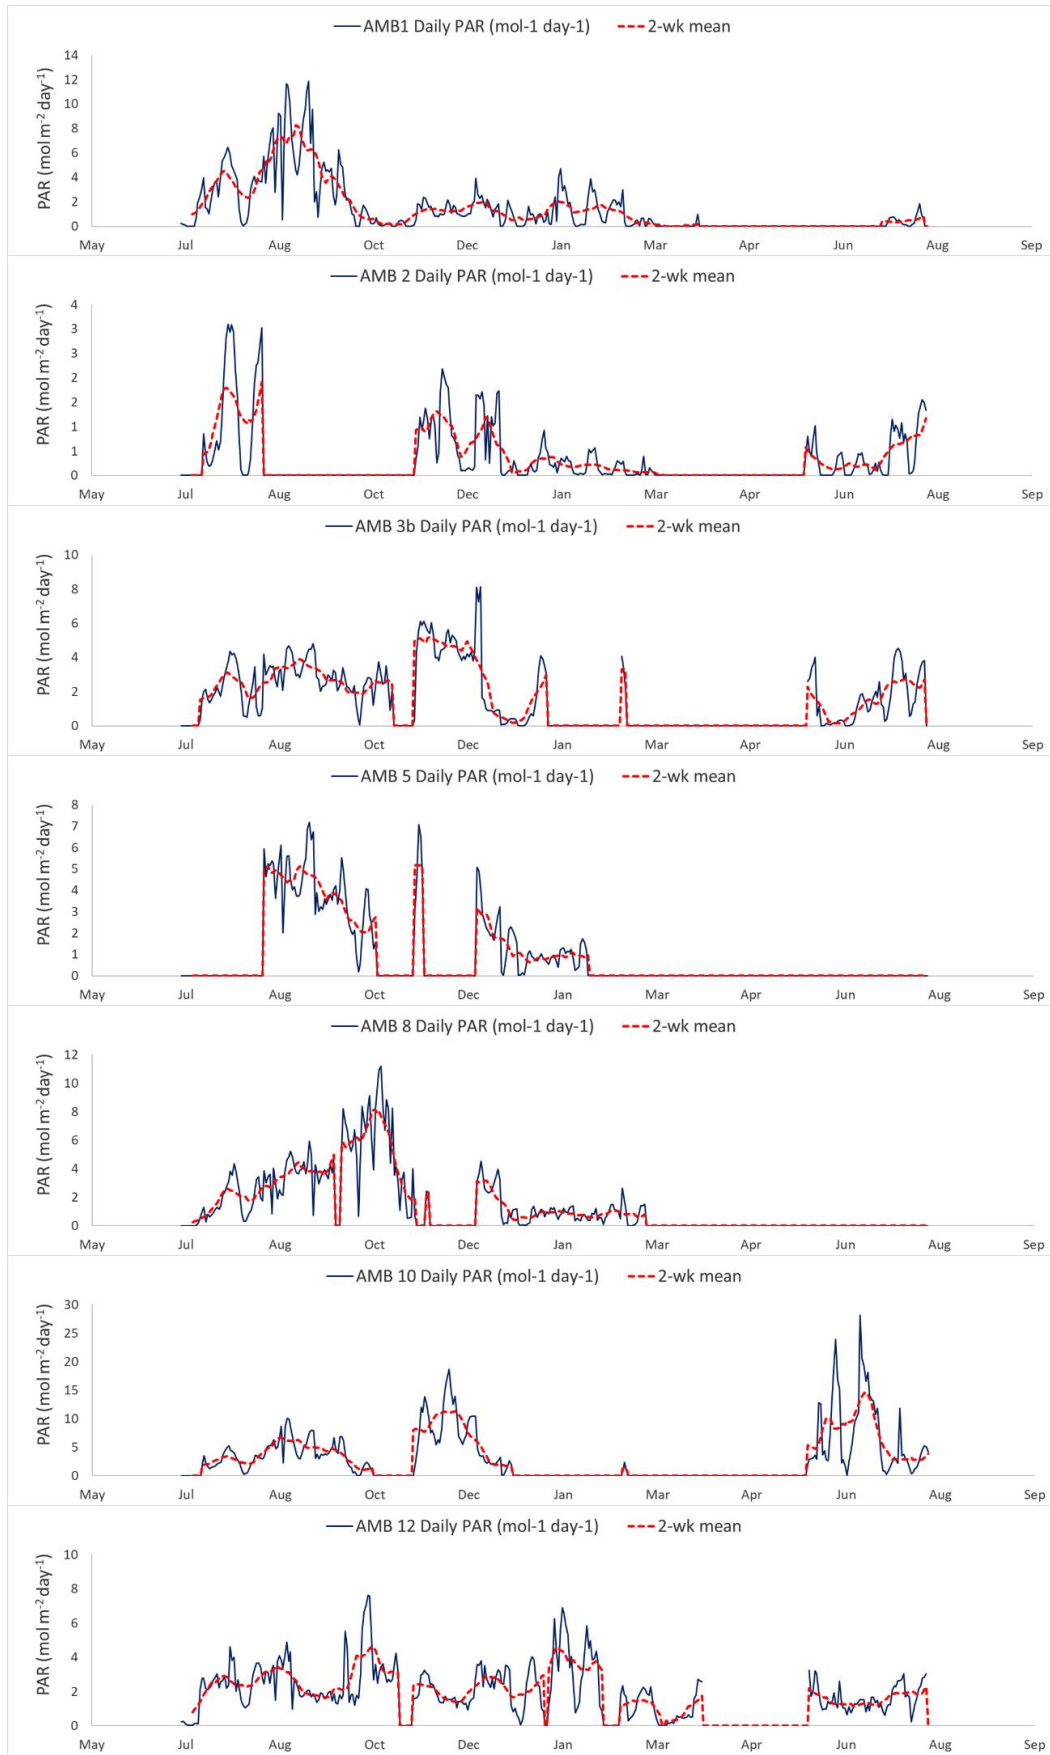 AMB1 Daily PAR (mol-1 day-1) 2-wk mean
PAR (mol m⁻² day⁻¹)
14
12
10
8
6
4
2
0
May Jul Aug Oct Dec Jan Mar Apr Jun Aug Sep
AMB 2 Daily PAR (mol-1 day-1) 2-wk mean
PAR (mol m⁻² day⁻¹)
4
3
3
2
2
1
1
0
May Jul Aug Oct Dec Jan Mar Apr Jun Aug Sep
AMB 3b Daily PAR (mol-1 day-1) 2-wk mean
PAR (mol m⁻² day⁻¹)
10
8
6
4
2
0
May Jul Aug Oct Dec Jan Mar Apr Jun Aug Sep
AMB 5 Daily PAR (mol-1 day-1) 2-wk mean
PAR (mol m⁻² day⁻¹)
8
7
6
5
4
3
2
1
0
May Jul Aug Oct Dec Jan Mar Apr Jun Aug Sep
AMB 8 Daily PAR (mol-1 day-1) 2-wk mean
PAR (mol m⁻² day⁻¹)
12
10
8
6
4
2
0
May Jul Aug Oct Dec Jan Mar Apr Jun Aug Sep
AMB 10 Daily PAR (mol-1 day-1) 2-wk mean
PAR (mol m⁻² day⁻¹)
30
25
20
15
10
5
0
May Jul Aug Oct Dec Jan Mar Apr Jun Aug Sep
AMB 12 Daily PAR (mol-1 day-1) 2-wk mean
PAR (mol m⁻² day⁻¹)
10
8
6
4
2
0
May Jul Aug Oct Dec Jan Mar Apr Jun Aug Sep